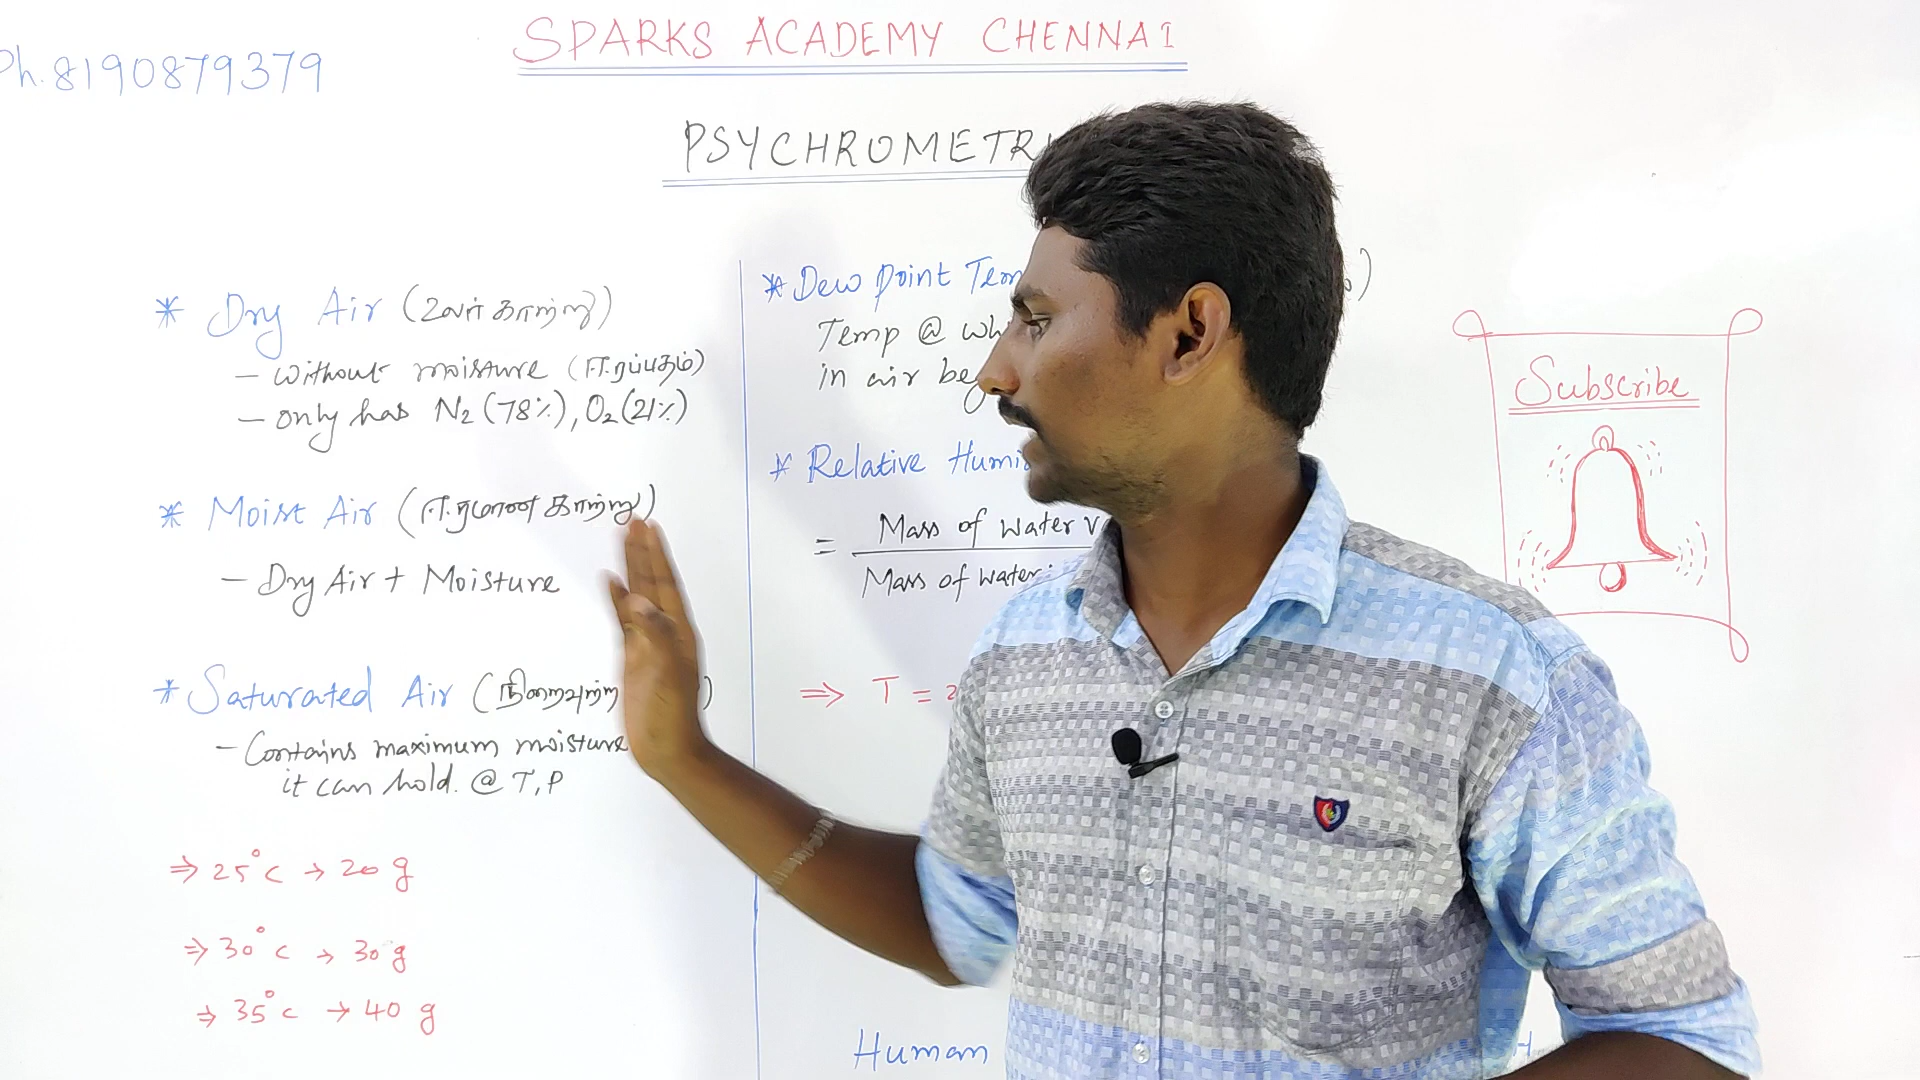 SPARKS ACADEMY CHENNAI
Ph. 8190879379
PSYCHROMETR
* Dry Air (உலர் காற்று)
- without moisture (ஈரப்பதம்)
- only has N₂ (78%), O₂ (21%)
* Moist Air (ஈரமான காற்று)
- Dry Air + Moisture
* Saturated Air (நிறைவுற்ற )
- Contains maximum moisture
it can hold. @ T, P
⇒ 25°c → 20 g
⇒ 30°c → 30 g
⇒ 35°c → 40 g
* Dew Point Tem
Temp @ wh
in air be
* Relative Humi
= Mass of water v
Mass of water
⇒ T = 2
Human
Subscribe